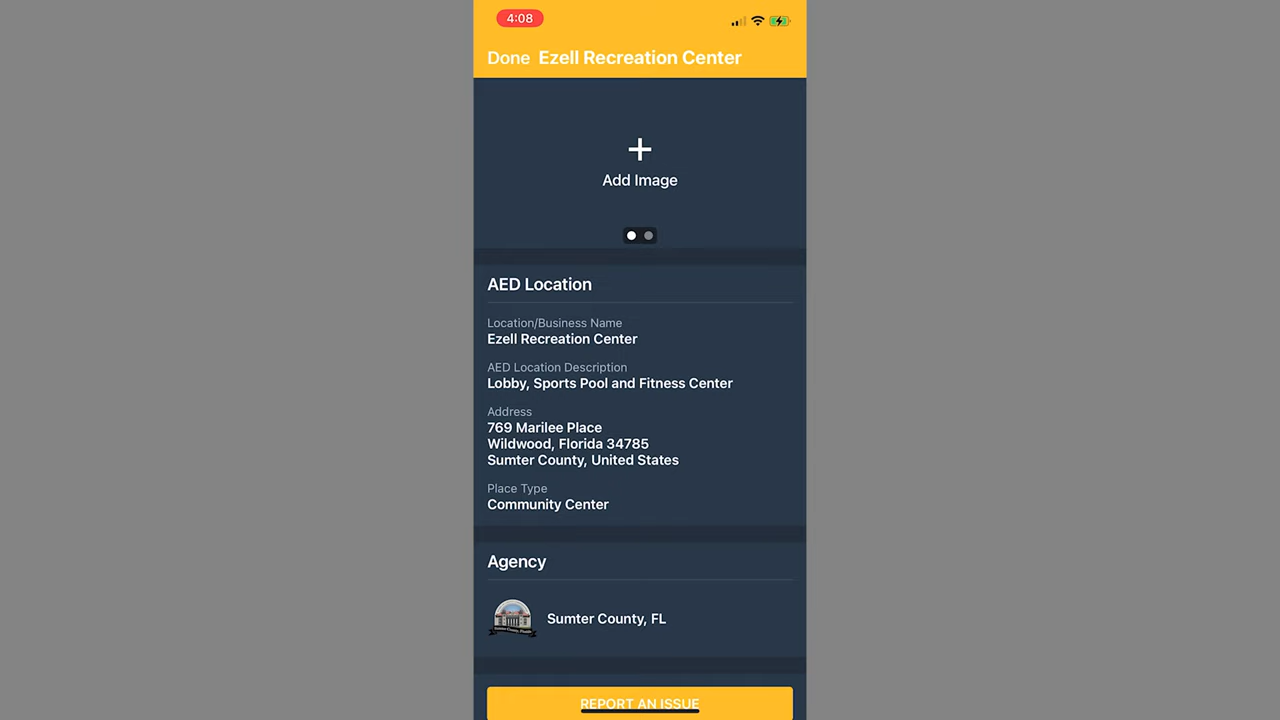 4:08
Done Ezell Recreation Center
Add Image
AED Location
Location/Business Name
Ezell Recreation Center
AED Location Description
Lobby, Sports Pool and Fitness Center
Address
769 Marilee Place
Wildwood, Florida 34785
Sumter County, United States
Place Type
Community Center
Agency
Sumter County, FL
REPORT AN ISSUE